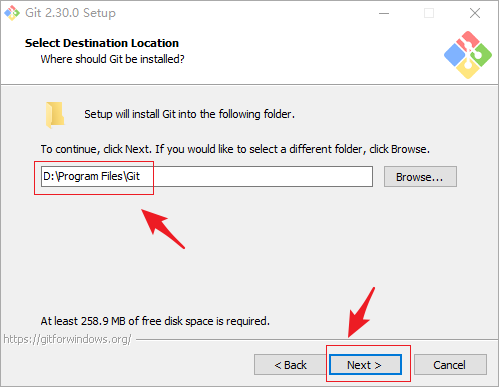 Git 2.30.0 Setup
Select Destination Location
Where should Git be installed?
Setup will install Git into the following folder.
To continue, click Next. If you would like to select a different folder, click Browse.
D:\Program Files\Git
Browse...
At least 258.9 MB of free disk space is required.
https://gitforwindows.org/
< Back
Next >
Cancel